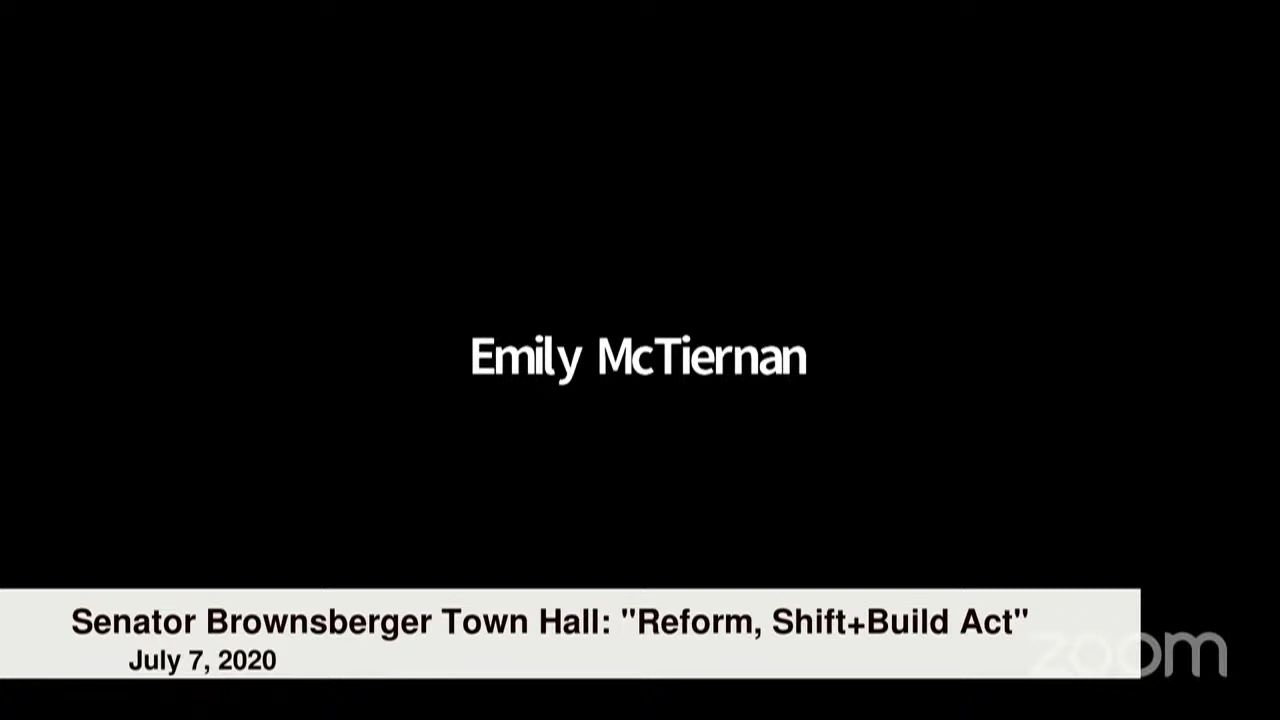 Emily McTiernan
Senator Brownsberger Town Hall: "Reform, Shift+Build Act"
July 7, 2020
zoom